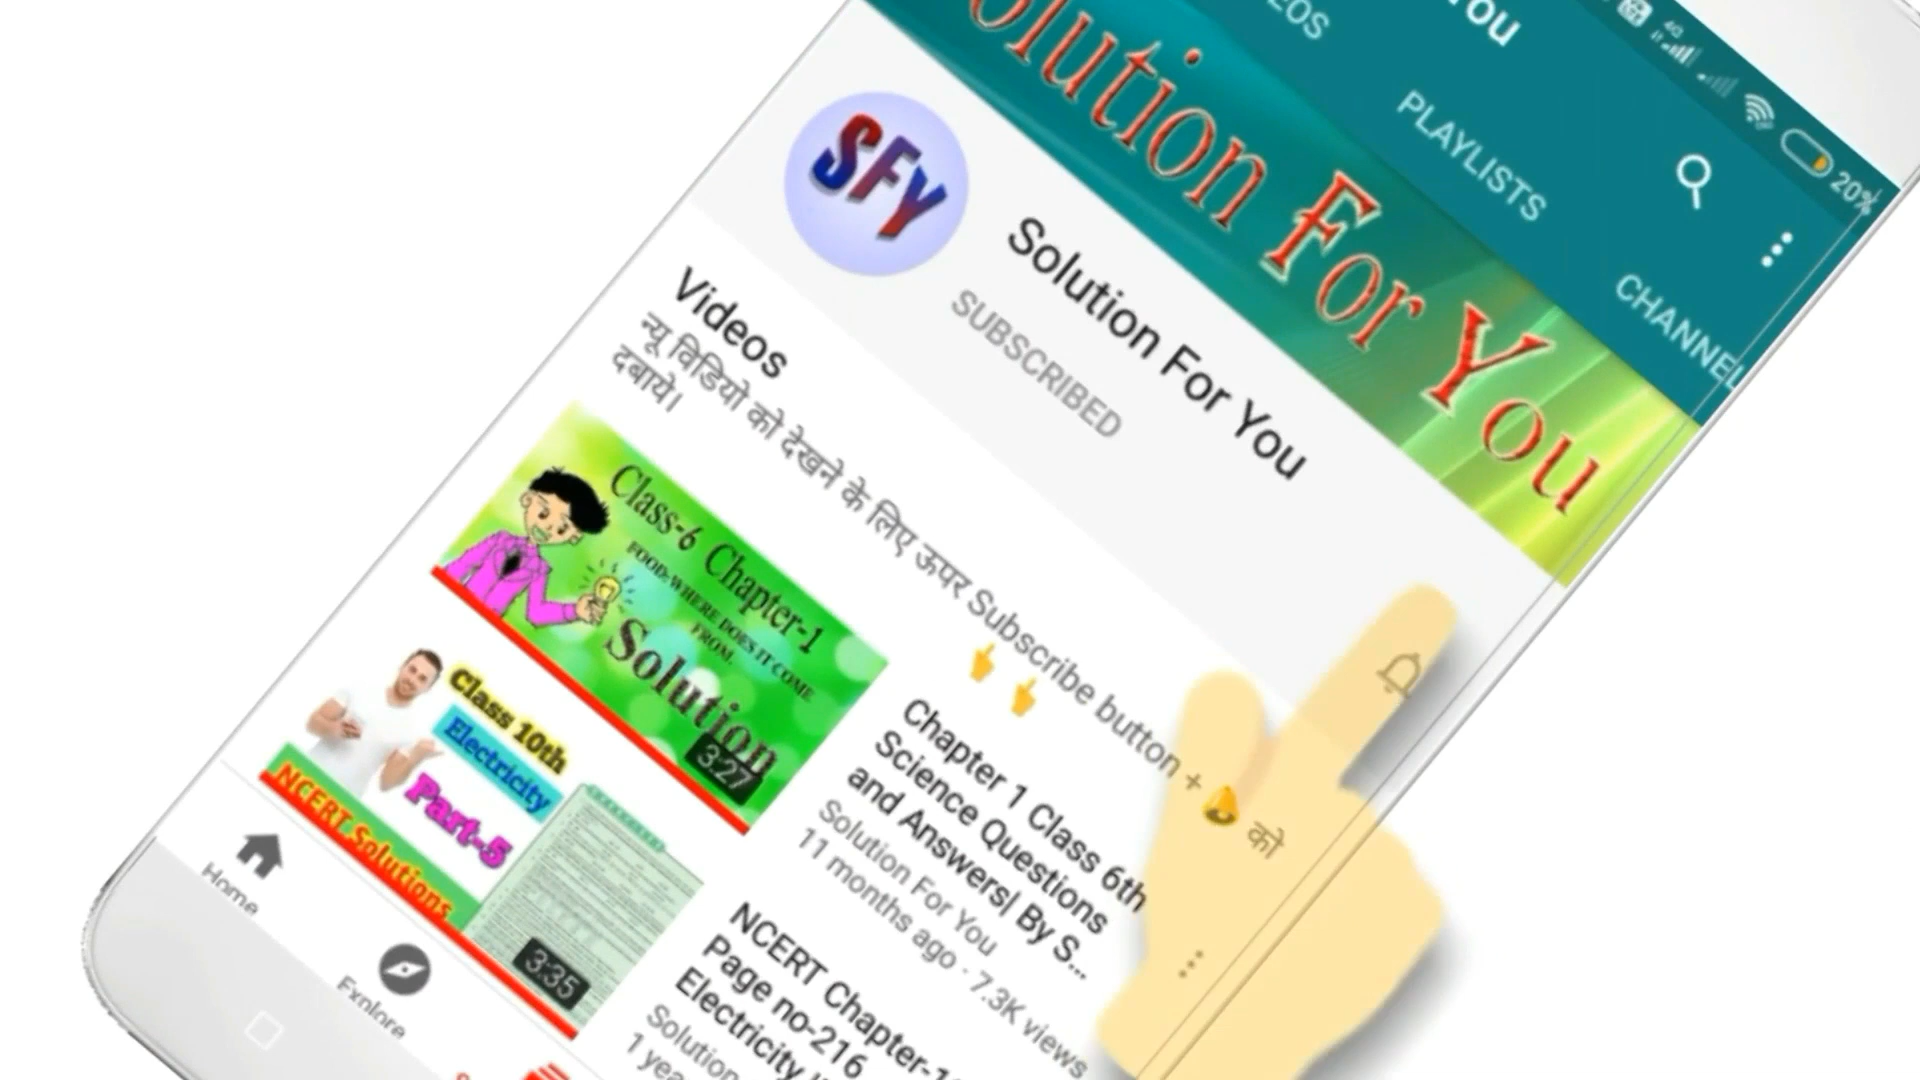 20%
You
PLAYLISTS
CHANNEL
Solution For You
SFY
Solution For You
SUBSCRIBED
Videos
न्यू विडियो को देखने के लिए ऊपर Subscribe button + 🔔 को
दबाये।
Class-6 Chapter-1
FOOD: WHERE DOES IT COME
FROM.
Solution
3:27
Chapter 1 Class 6th
Science Questions
and Answers| By S...
Solution For You
11 months ago · 7.3K views
Class 10th
Electricity
Part-5
NCERT Solutions
3:35
NCERT Chapter-1
Page no-216
Electricity
Solution
1 yea
Home
Explore